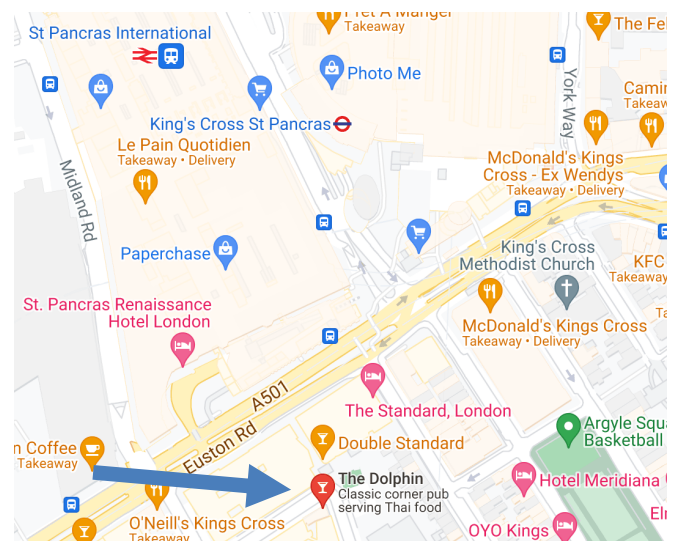 Pret A Manger
Takeaway
The Fel
St Pancras International
Photo Me
York Way
Camin
Takeaw
King's Cross St Pancras
Le Pain Quotidien
Takeaway • Delivery
McDonald's Kings
Cross - Ex Wendys
Takeaway • Delivery
Midland Rd
Paperchase
King's Cross
Methodist Church
KFC
Takeaway
St. Pancras Renaissance
Hotel London
McDonald's Kings Cross
Takeaway • Delivery
A501
The Standard, London
Euston Rd
Argyle Squ
Basketball
n Coffee
Takeaway
Double Standard
The Dolphin
Classic corner pub
serving Thai food
Hotel Meridiana
O'Neill's Kings Cross
Takeaway
OYO Kings